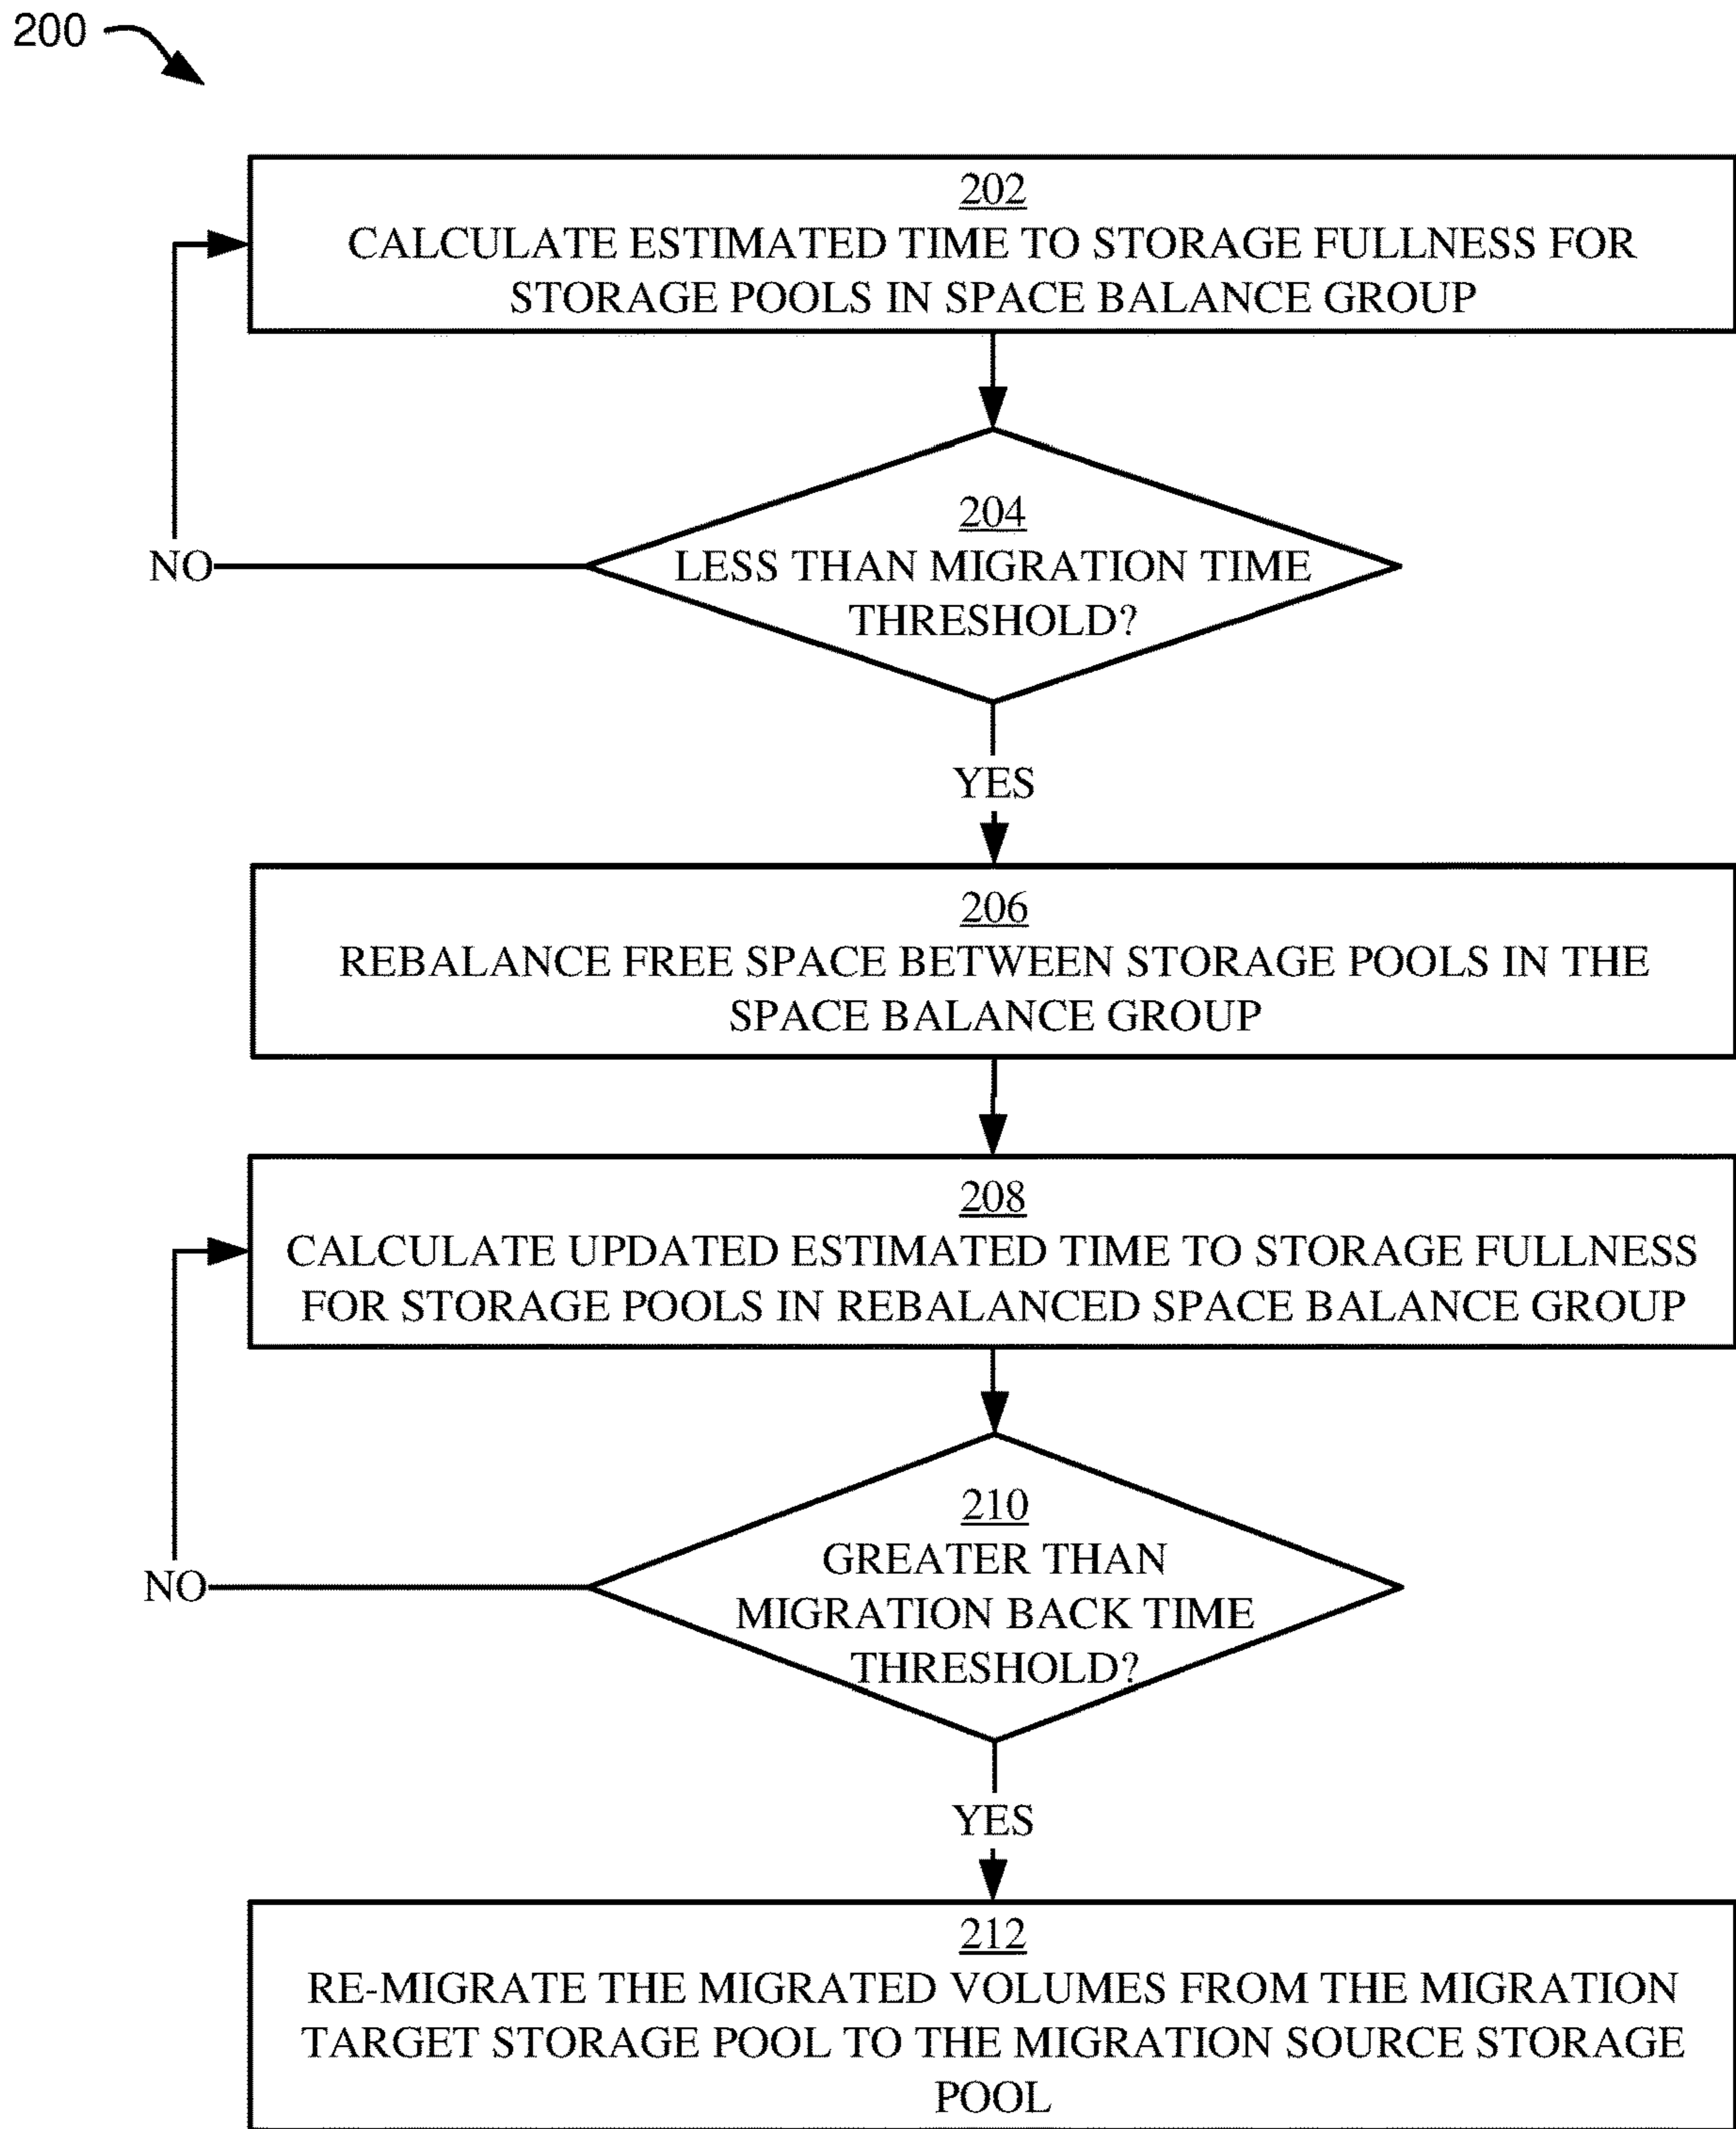 200
202
CALCULATE ESTIMATED TIME TO STORAGE FULLNESS FOR
STORAGE POOLS IN SPACE BALANCE GROUP
204
LESS THAN MIGRATION TIME
THRESHOLD?
NO
YES
206
REBALANCE FREE SPACE BETWEEN STORAGE POOLS IN THE
SPACE BALANCE GROUP
208
CALCULATE UPDATED ESTIMATED TIME TO STORAGE FULLNESS
FOR STORAGE POOLS IN REBALANCED SPACE BALANCE GROUP
210
GREATER THAN
MIGRATION BACK TIME
THRESHOLD?
NO
YES
212
RE-MIGRATE THE MIGRATED VOLUMES FROM THE MIGRATION
TARGET STORAGE POOL TO THE MIGRATION SOURCE STORAGE
POOL